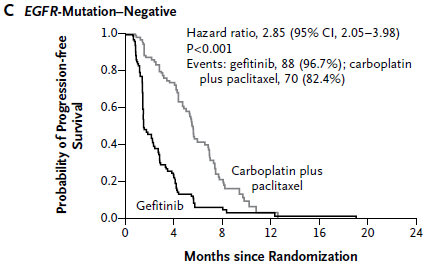 C EGFR-Mutation–Negative
Hazard ratio, 2.85 (95% CI, 2.05–3.98)
P<0.001
Events: gefitinib, 88 (96.7%); carboplatin
plus paclitaxel, 70 (82.4%)
Probability of Progression-free
Survival
1.0
0.8
0.6
0.4
0.2
0.0
Carboplatin plus
paclitaxel
Gefitinib
0 4 8 12 16 20 24
Months since Randomization